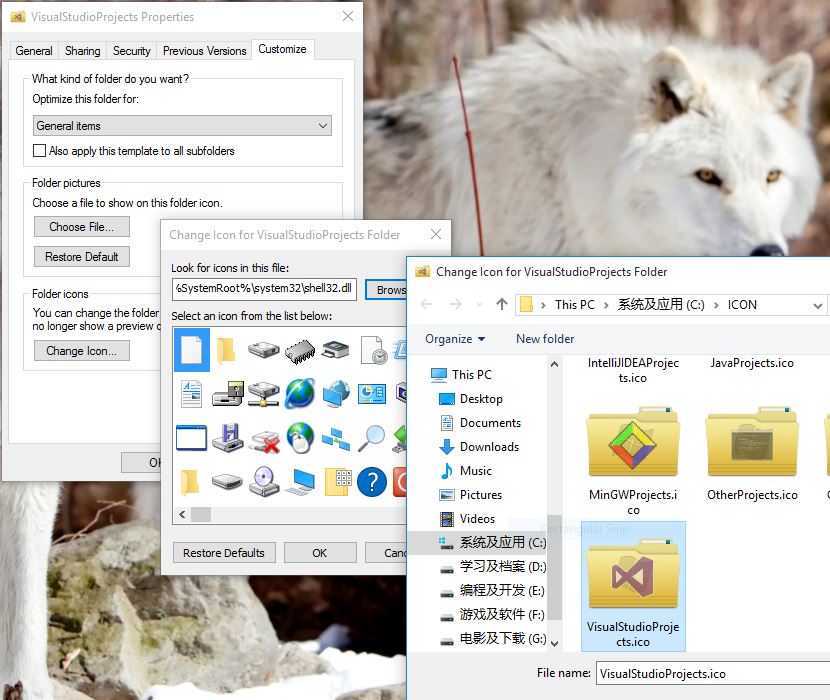 VisualStudioProjects Properties
General
Sharing
Security
Previous Versions
Customize
What kind of folder do you want?
Optimize this folder for:
General items
Also apply this template to all subfolders
Folder pictures
Choose a file to show on this folder icon.
Choose File...
Restore Default
Folder icons
You can change the folder
no longer show a preview o
Change Icon...
Change Icon for VisualStudioProjects Folder
Look for icons in this file:
%SystemRoot%\system32\shell32.dll
Brows
Select an icon from the list below:
Restore Defaults
OK
Canc
Change Icon for VisualStudioProjects Folder
This PC
系统及应用 (C:)
ICON
Organize
New folder
This PC
Desktop
Documents
Downloads
Music
Pictures
Videos
系统及应用 (C:)
学习及档案 (D:)
编程及开发 (E:)
游戏及软件 (F:)
电影及下载 (G:)
IntelliJIDEAProjec
ts.ico
JavaProjects.ico
MinGWProjects.i
co
OtherProjects.ico
Rectangular Snip
VisualStudioProje
cts.ico
File name:
VisualStudioProjects.ico